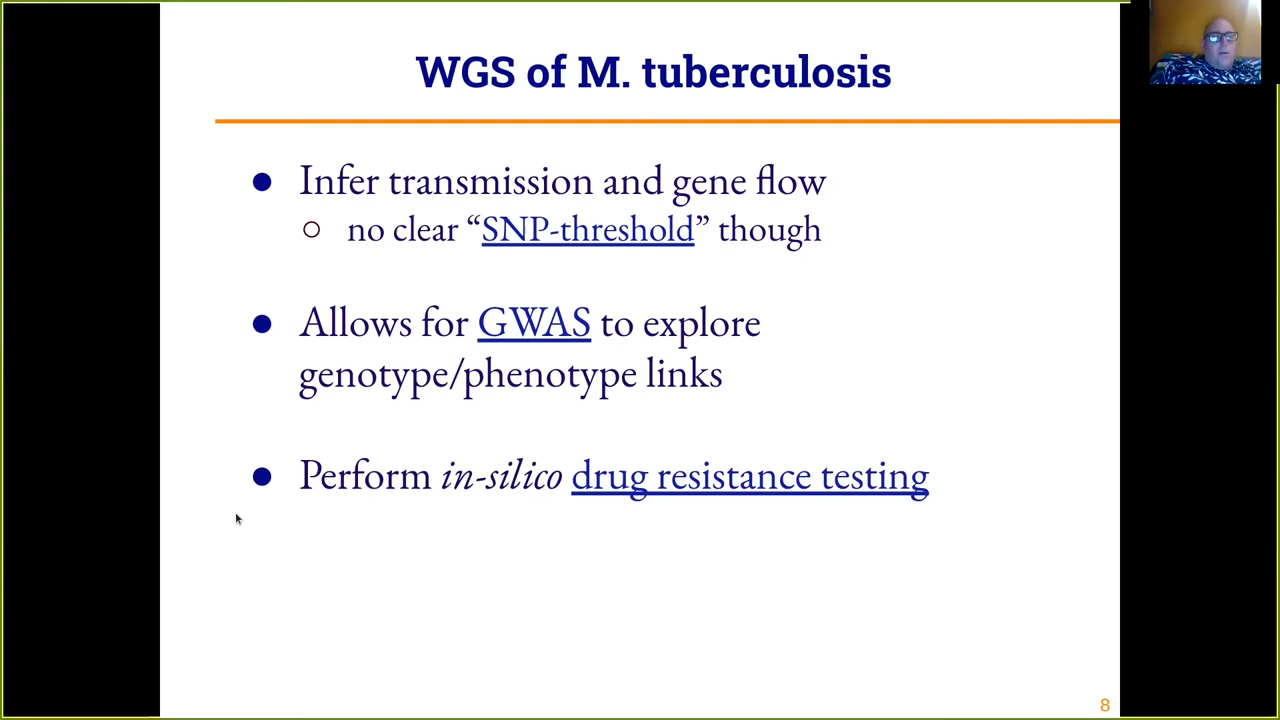 WGS of M. tuberculosis
● Infer transmission and gene flow
○ no clear “SNP-threshold” though
● Allows for GWAS to explore
genotype/phenotype links
● Perform in-silico drug resistance testing
8